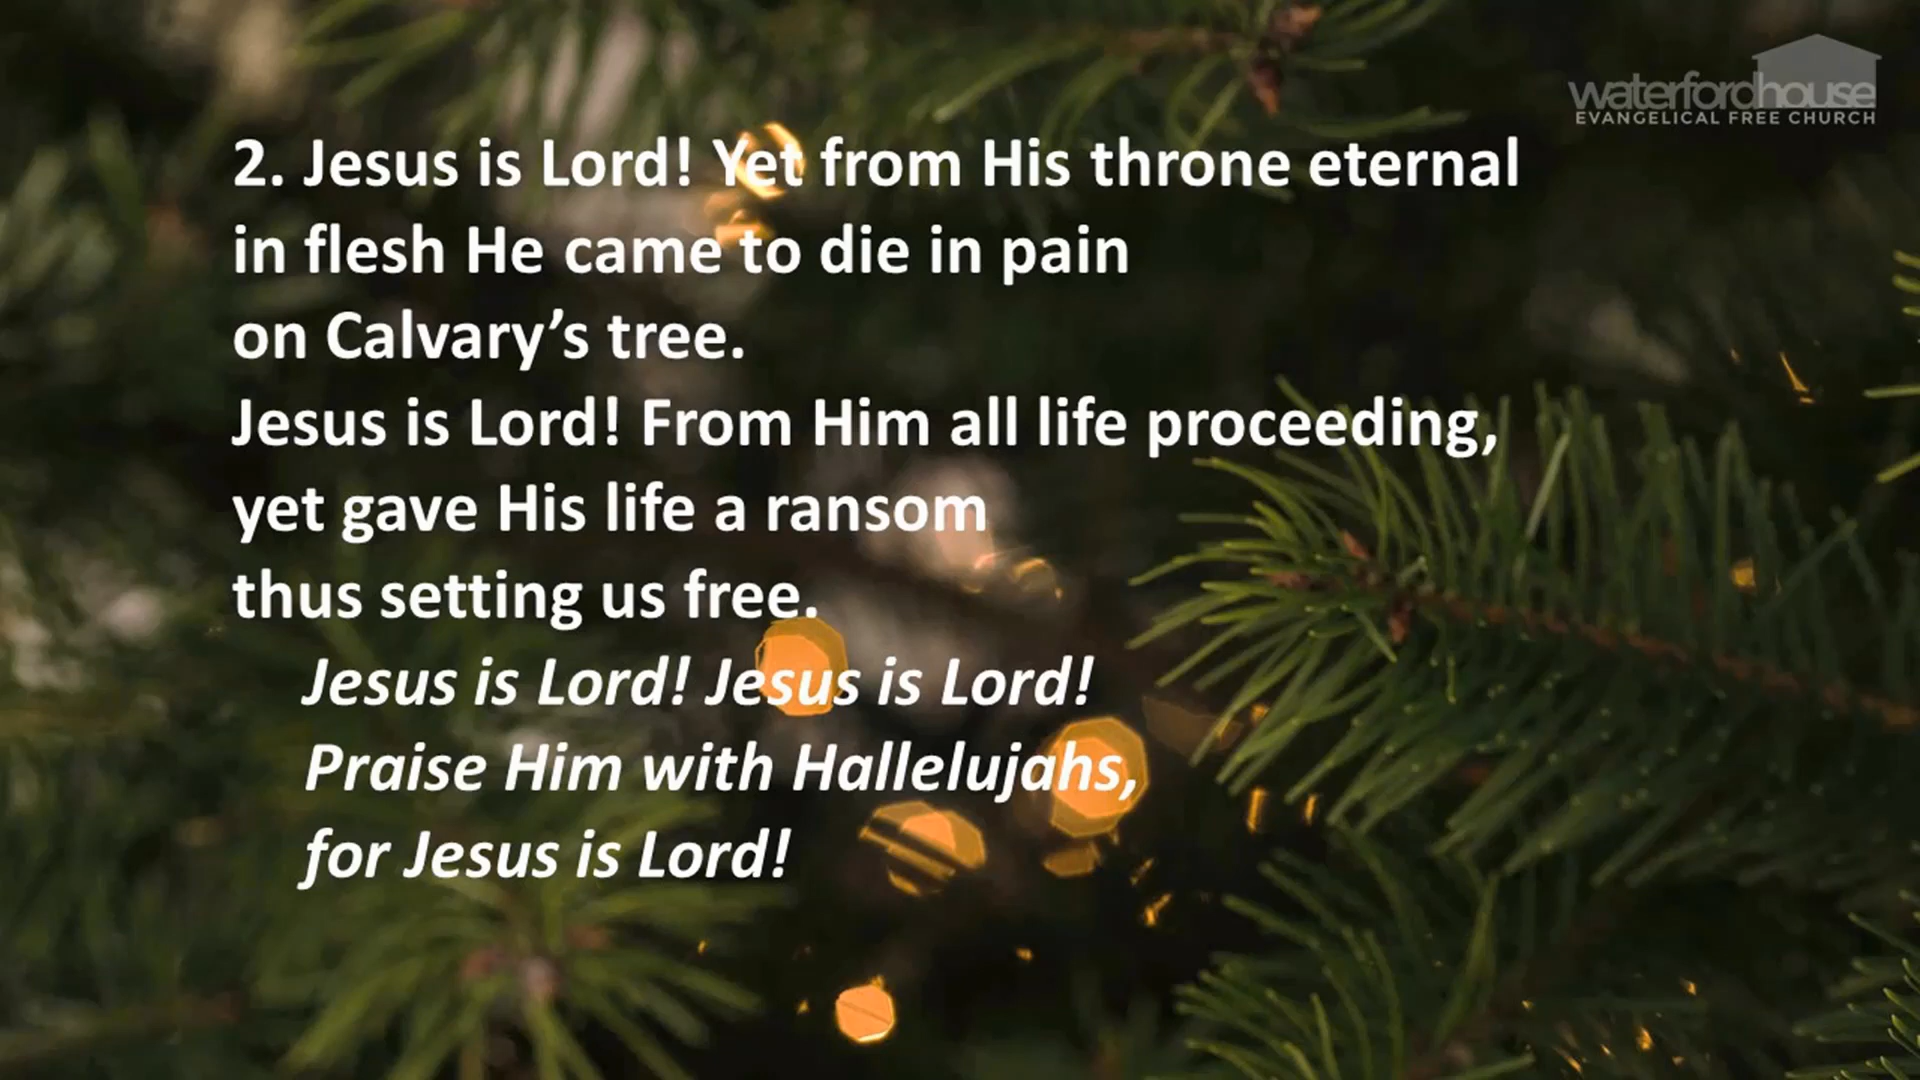 waterfordhouse
EVANGELICAL FREE CHURCH
2. Jesus is Lord! Yet from His throne eternal
in flesh He came to die in pain
on Calvary’s tree.
Jesus is Lord! From Him all life proceeding,
yet gave His life a ransom
thus setting us free.
Jesus is Lord! Jesus is Lord!
Praise Him with Hallelujahs,
for Jesus is Lord!